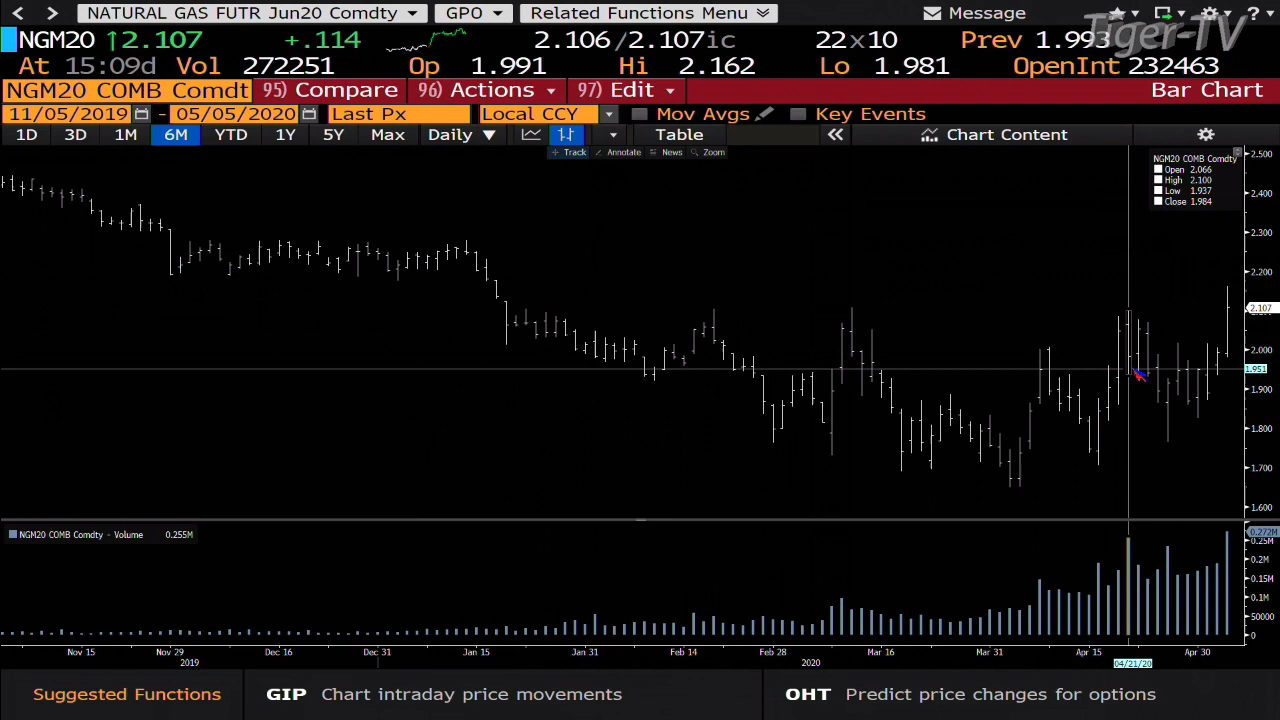 NATURAL GAS FUTR Jun20 Comdty GPO Related Functions Menu Message
Tiger-TV
NGM20 ↑2.107 +.114 2.106/2.107ic 22x10 Prev 1.993
At 15:09d Vol 272251 Op 1.991 Hi 2.162 Lo 1.981 OpenInt 232463
NGM20 COMB Comdt 95) Compare 96) Actions 97) Edit Bar Chart
11/05/2019 - 05/05/2020 Last Px Local CCY Mov Avgs Key Events
1D 3D 1M 6M YTD 1Y 5Y Max Daily ▼ Table « Chart Content
Track Annotate News Zoom
NGM20 COMB Comdty
Open 2.066
High 2.100
Low 1.937
Close 1.984
2.500
2.400
2.300
2.200
2.107
2.000
1.951
1.900
1.800
1.700
1.600
NGM20 COMB Comdty - Volume 0.255M
0.272M
0.25M
0.2M
0.15M
0.1M
50000
0
Nov 15 Nov 29 Dec 16 Dec 31 Jan 15 Jan 31 Feb 14 Feb 28 Mar 16 Mar 31 Apr 15 Apr 30
2019 2020 04/21/20
Suggested Functions GIP Chart intraday price movements OHT Predict price changes for options